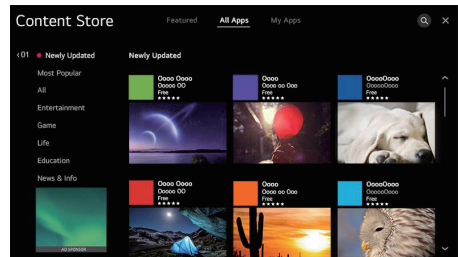 Content Store
Featured
All Apps
My Apps
<01
Newly Updated
Most Popular
All
Entertainment
Game
Life
Education
News & Info
AD SPONSOR
Newly Updated
Oooo Oooo
Ooooo OO
Free
★★★★★
Oooo
Oooo oo Ooo
Free
★★★★★
OoooOooo
OoooOooo
Free
★★★★★
Oooo Oooo
Ooooo OO
Free
★★★★★
Oooo
Oooo oo Ooo
Free
★★★★★
OoooOooo
OoooOooo
Free
★★★★★